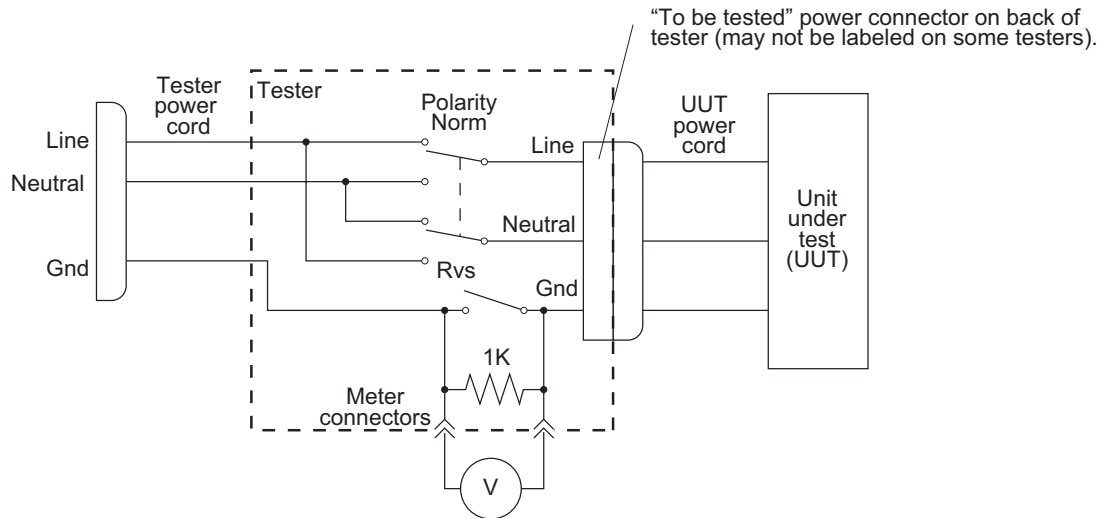 “To be tested” power connector on back of
tester (may not be labeled on some testers).
Tester
power
cord
Tester
Polarity
Norm
UUT
power
cord
Line
Line
Neutral
Neutral
Unit
under
test
(UUT)
Gnd
Rvs
Gnd
1K
Meter
connectors
V